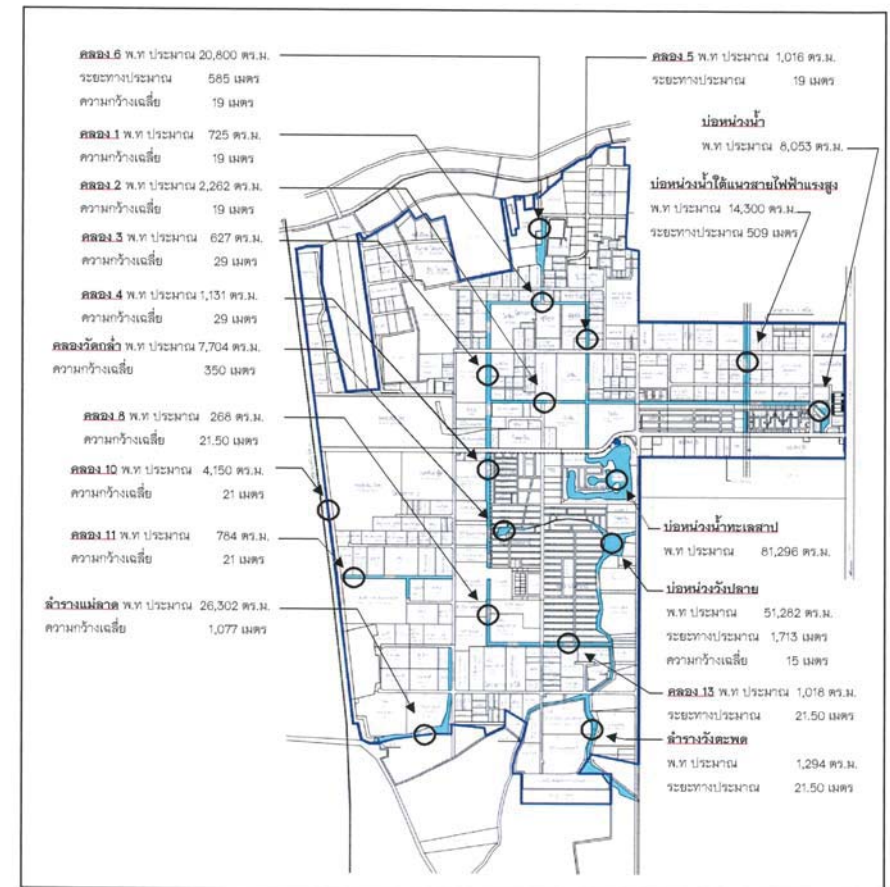 คลอง 6 พ.ท ประมาณ 20,800 ตร.ม.
ระยะทางประมาณ 585 เมตร
ความกว้างเฉลี่ย 19 เมตร
คลอง 1 พ.ท ประมาณ 725 ตร.ม.
ความกว้างเฉลี่ย 19 เมตร
คลอง 2 พ.ท ประมาณ 2,262 ตร.ม.
ความกว้างเฉลี่ย 19 เมตร
คลอง 3 พ.ท ประมาณ 627 ตร.ม.
ความกว้างเฉลี่ย 29 เมตร
คลอง 4 พ.ท ประมาณ 1,131 ตร.ม.
ความกว้างเฉลี่ย 29 เมตร
คลองวัดกล่ำ พ.ท ประมาณ 7,704 ตร.ม.
ความกว้างเฉลี่ย 350 เมตร
คลอง 8 พ.ท ประมาณ 268 ตร.ม.
ความกว้างเฉลี่ย 21.50 เมตร
คลอง 10 พ.ท ประมาณ 4,150 ตร.ม.
ความกว้างเฉลี่ย 21 เมตร
คลอง 11 พ.ท ประมาณ 784 ตร.ม.
ความกว้างเฉลี่ย 21 เมตร
ลำรางแม่ลาด พ.ท ประมาณ 26,302 ตร.ม.
ความกว้างเฉลี่ย 1,077 เมตร
คลอง 5 พ.ท ประมาณ 1,016 ตร.ม.
ระยะทางประมาณ 19 เมตร
บ่อหน่วงน้ำ
พ.ท ประมาณ 8,053 ตร.ม.
บ่อหน่วงน้ำใต้แนวสายไฟฟ้าแรงสูง
พ.ท ประมาณ 14,300 ตร.ม.
ระยะทางประมาณ 509 เมตร
บ่อหน่วงน้ำทะเลสาป
พ.ท ประมาณ 81,296 ตร.ม.
บ่อหน่วงวังปลาย
พ.ท ประมาณ 51,282 ตร.ม.
ระยะทางประมาณ 1,713 เมตร
ความกว้างเฉลี่ย 15 เมตร
คลอง 13 พ.ท ประมาณ 1,018 ตร.ม.
ระยะทางประมาณ 21.50 เมตร
ลำรางวังตะพด
พ.ท ประมาณ 1,294 ตร.ม.
ระยะทางประมาณ 21.50 เมตร